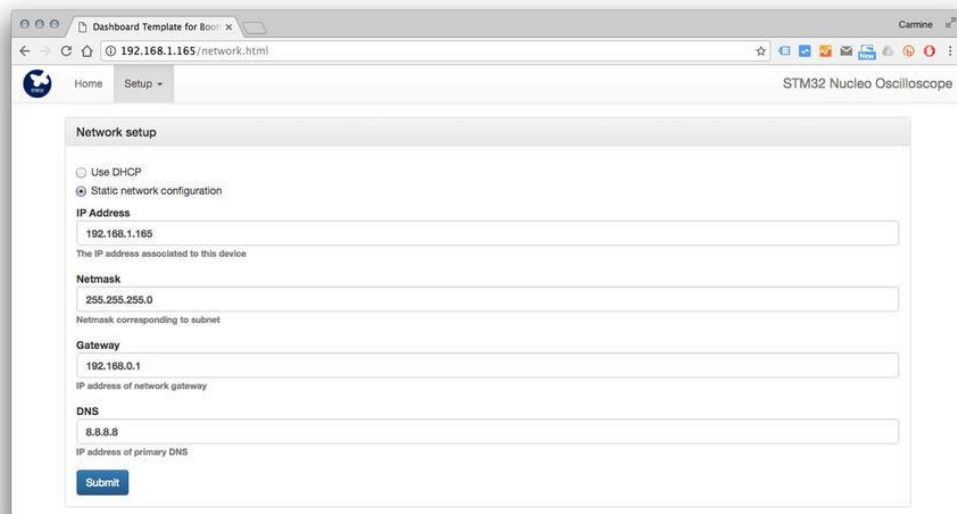 Dashboard Template for Boot
Carmine
192.168.1.165/network.html
New
STM32
Home
Setup
STM32 Nucleo Oscilloscope
Network setup
Use DHCP
Static network configuration
IP Address
192.168.1.165
The IP address associated to this device
Netmask
255.255.255.0
Netmask corresponding to subnet
Gateway
192.168.0.1
IP address of network gateway
DNS
8.8.8.8
IP address of primary DNS
Submit